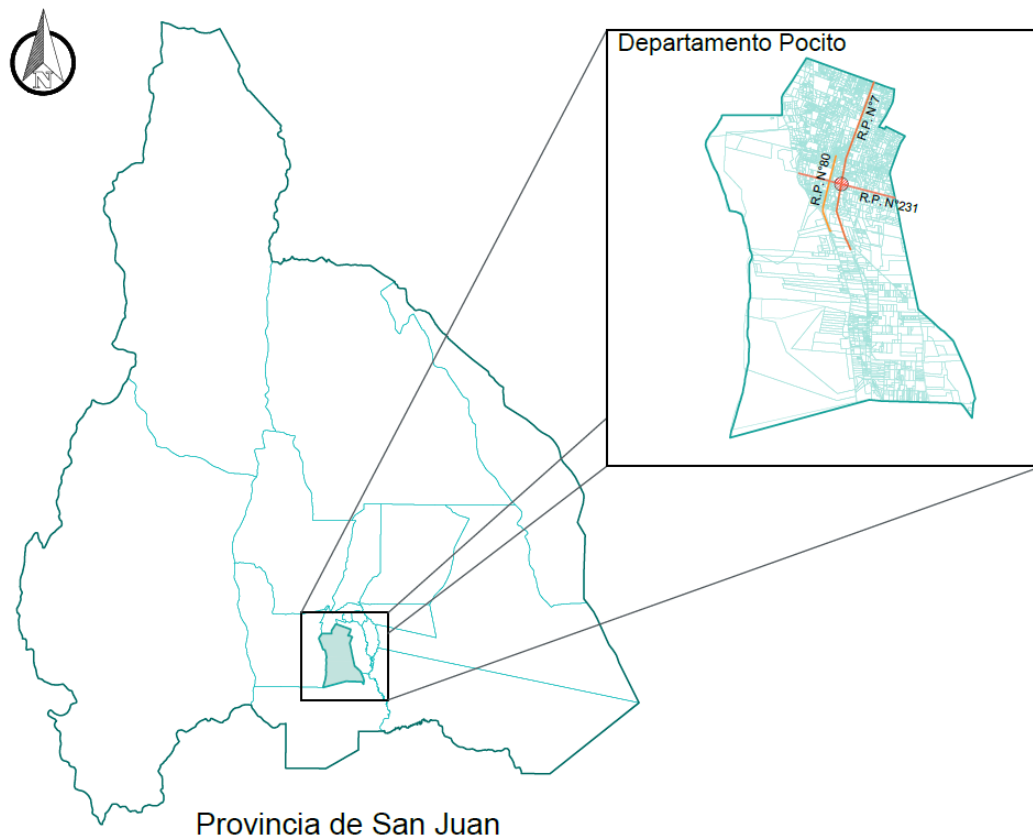 N
Departamento Pocito
R.P. N°7
R.P. N°80
R.P. N°231
Provincia de San Juan